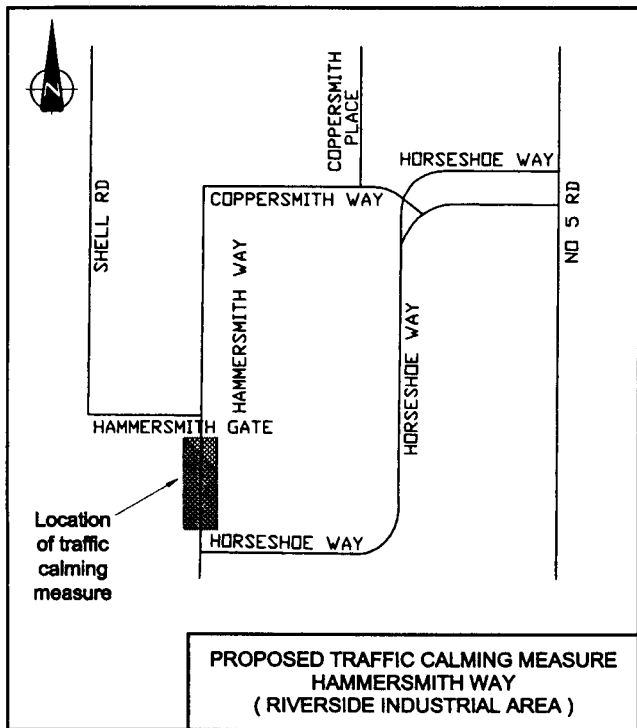 N
COPPERSMITH
PLACE
HORSESHOE WAY
COPPERSMITH WAY
SHELL RD
HAMMERSMITH WAY
NO 5 RD
HORSESHOE WAY
HAMMERSMITH GATE
Location
of traffic
calming
measure
HORSESHOE WAY
PROPOSED TRAFFIC CALMING MEASURE
HAMMERSMITH WAY
( RIVERSIDE INDUSTRIAL AREA )